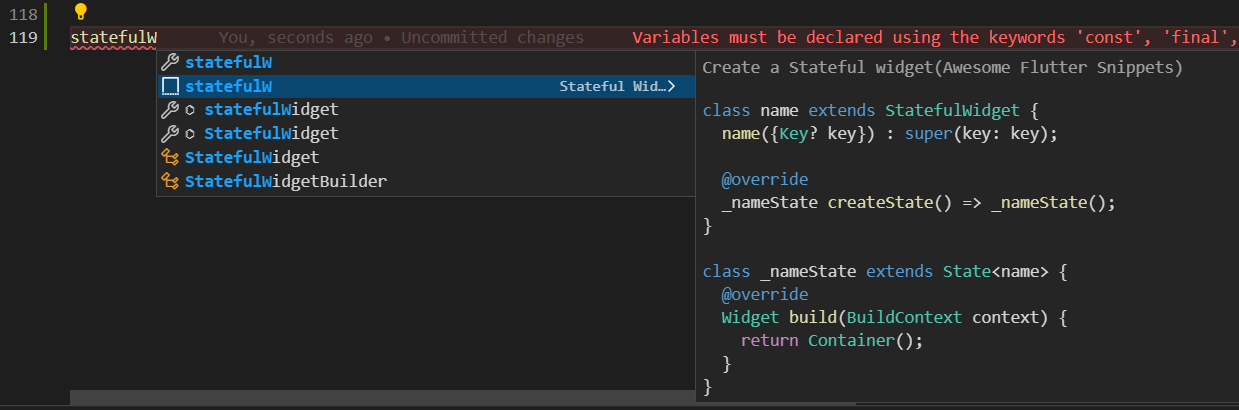 118
119 statefulW You, seconds ago • Uncommitted changes Variables must be declared using the keywords 'const', 'final',
statefulW
statefulW Stateful Wid…>
statefulWidget
StatefulWidget
StatefulWidget
StatefulWidgetBuilder
Create a Stateful widget(Awesome Flutter Snippets)
class name extends StatefulWidget {
  name({Key? key}) : super(key: key);
  @override
  _nameState createState() => _nameState();
}
class _nameState extends State<name> {
  @override
  Widget build(BuildContext context) {
    return Container();
  }
}